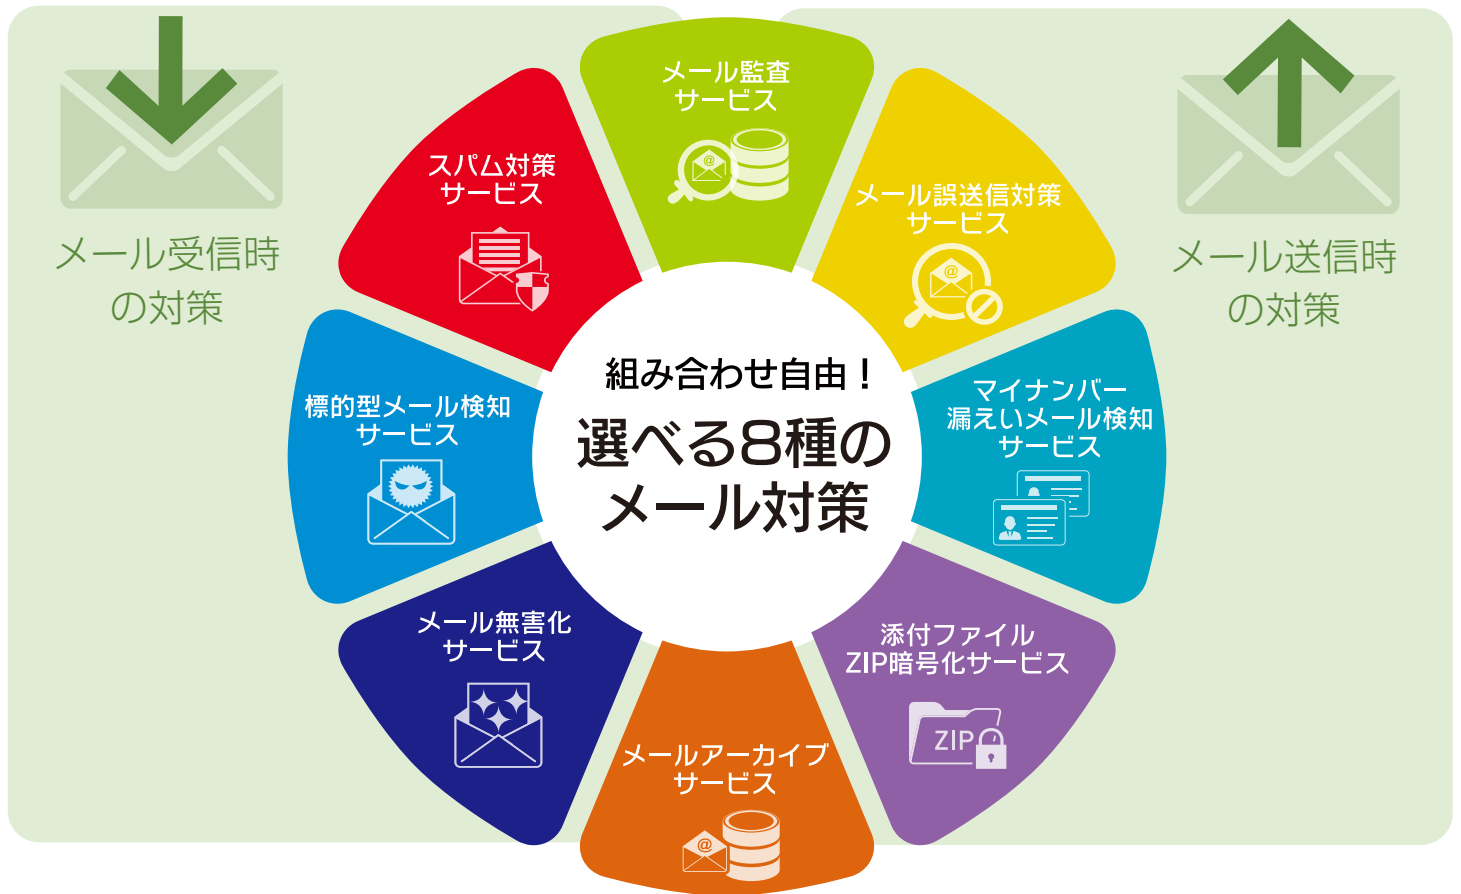 メール受信時
の対策
メール送信時
の対策
組み合わせ自由！
選べる8種の
メール対策
メール監査
サービス
@
メール誤送信対策
サービス
@
マイナンバー
漏えいメール検知
サービス
添付ファイル
ZIP暗号化サービス
ZIP
メールアーカイブ
サービス
@
メール無害化
サービス
標的型メール検知
サービス
スパム対策
サービス